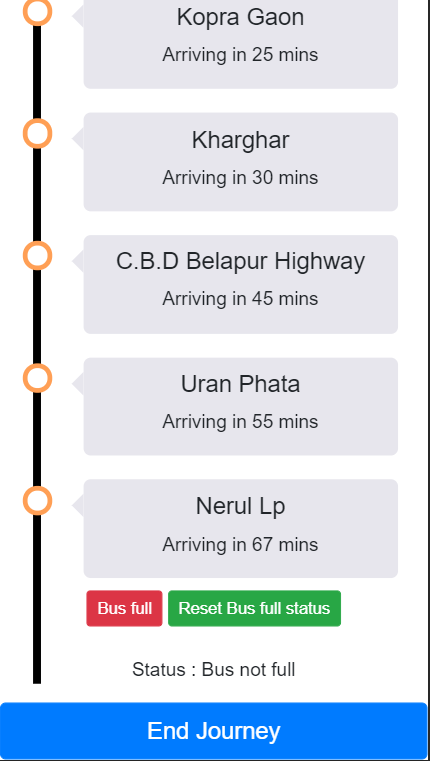 Kopra Gaon
Arriving in 25 mins
Kharghar
Arriving in 30 mins
C.B.D Belapur Highway
Arriving in 45 mins
Uran Phata
Arriving in 55 mins
Nerul Lp
Arriving in 67 mins
Bus full Reset Bus full status
Status : Bus not full
End Journey